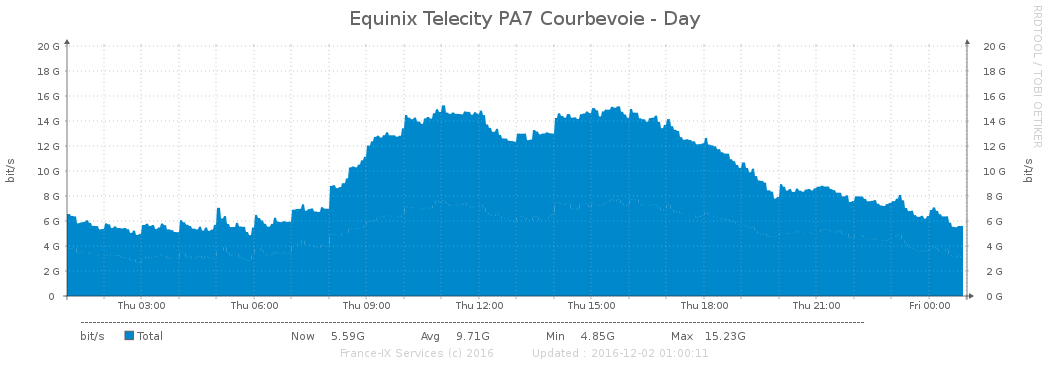 Equinix Telecity PA7 Courbevoie - Day
RRDTOOL / TOBI OETIKER
20 G 20 G
18 G 18 G
16 G 16 G
14 G 14 G
12 G 12 G
10 G 10 G
8 G 8 G
6 G 6 G
4 G 4 G
2 G 2 G
0 0 G
bit/s
bit/s
Thu 03:00 Thu 06:00 Thu 09:00 Thu 12:00 Thu 15:00 Thu 18:00 Thu 21:00 Fri 00:00
bit/s Total Now 5.59G Avg 9.71G Min 4.85G Max 15.23G
France-IX Services (c) 2016 Updated : 2016-12-02 01:00:11